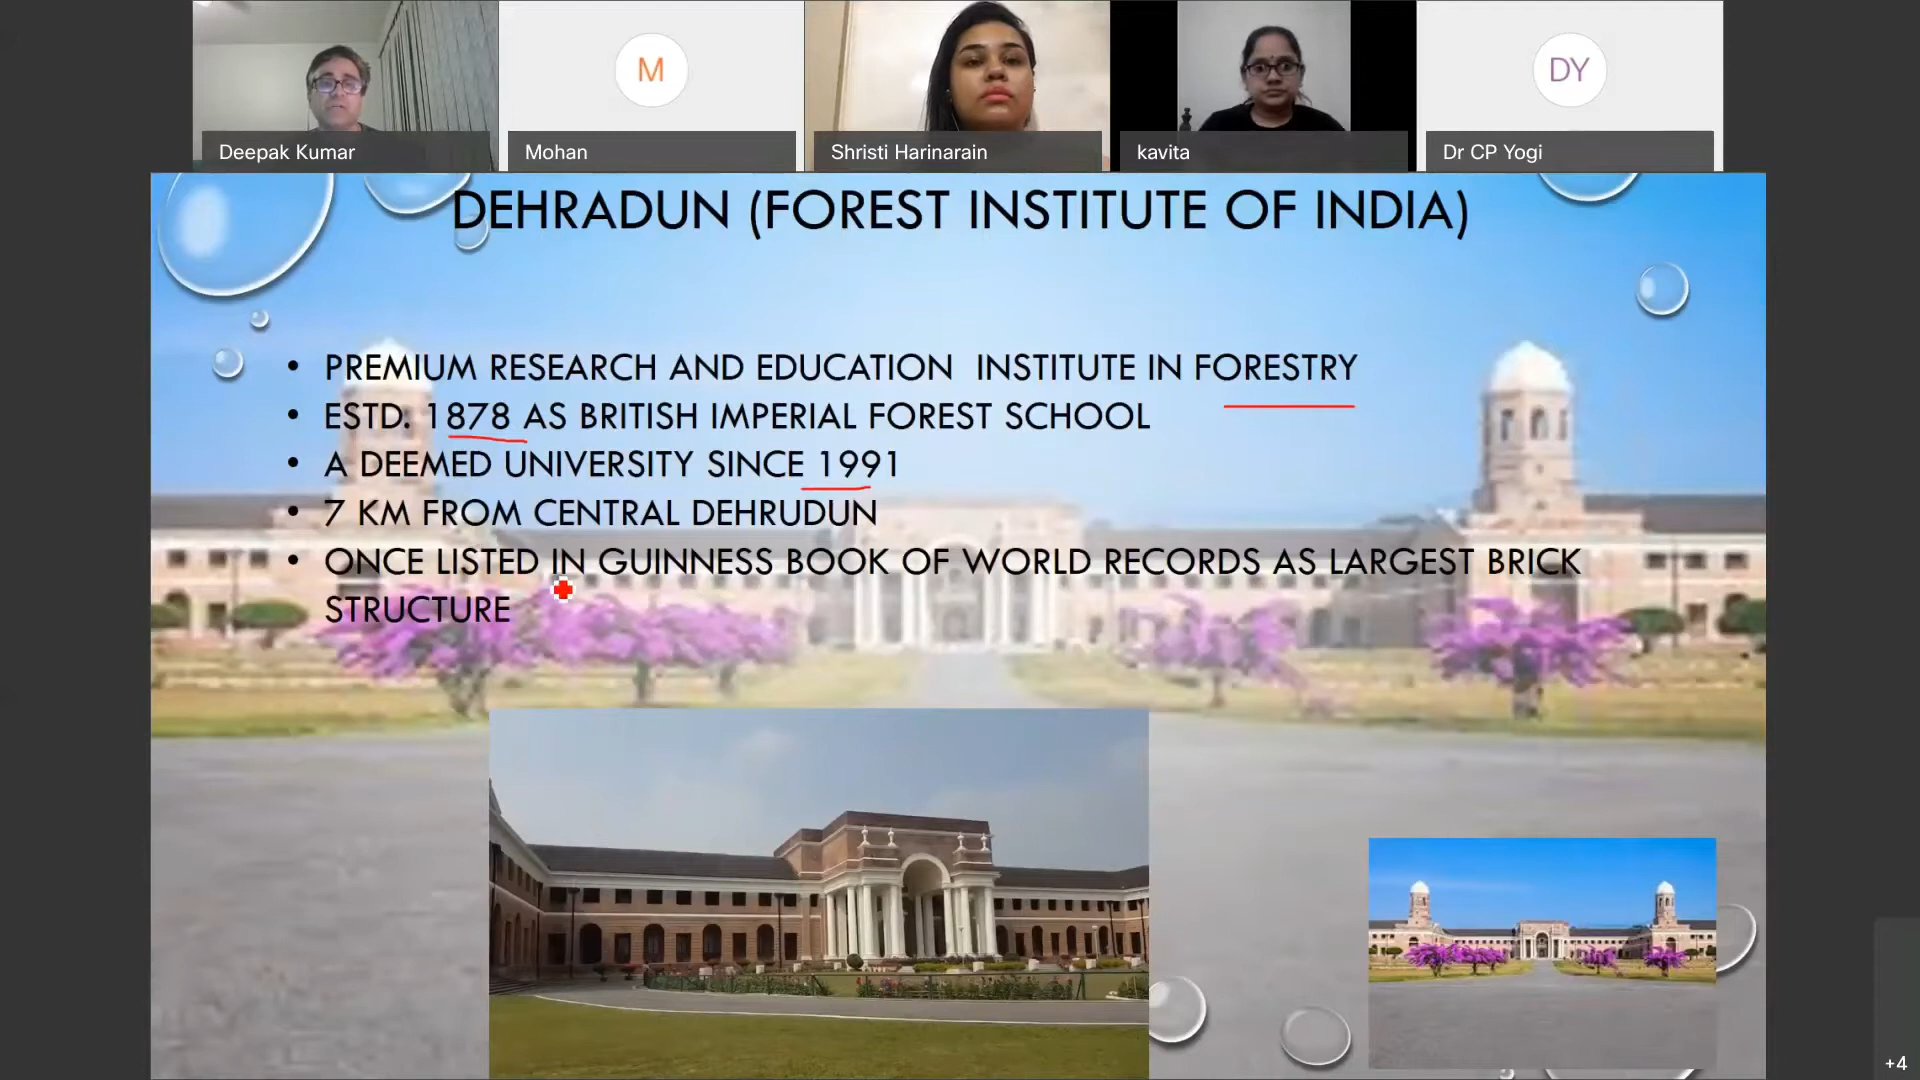 M
DY
Deepak Kumar
Mohan
Shristi Harinarain
kavita
Dr CP Yogi
DEHRADUN (FOREST INSTITUTE OF INDIA)
• PREMIUM RESEARCH AND EDUCATION INSTITUTE IN FORESTRY
• ESTD. 1878 AS BRITISH IMPERIAL FOREST SCHOOL
• A DEEMED UNIVERSITY SINCE 1991
• 7 KM FROM CENTRAL DEHRUDUN
• ONCE LISTED IN GUINNESS BOOK OF WORLD RECORDS AS LARGEST BRICK
STRUCTURE
+4